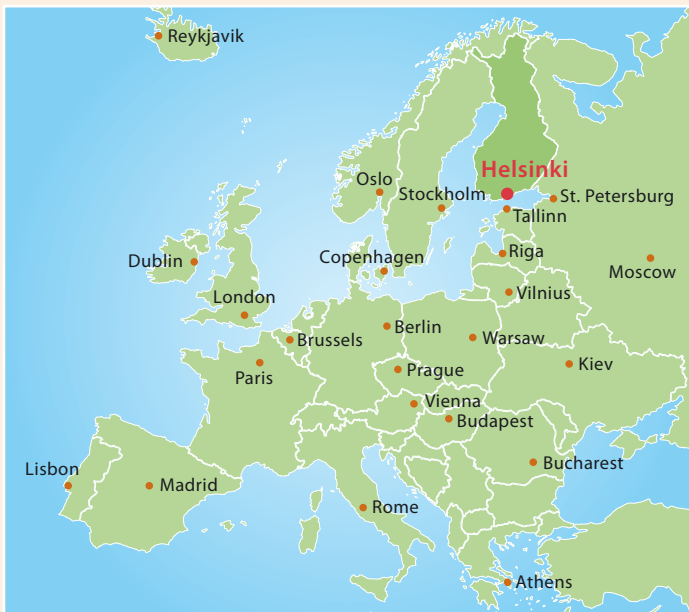 Reykjavik
Helsinki
Oslo
Stockholm
St. Petersburg
Tallinn
Riga
Copenhagen
Dublin
Moscow
Vilnius
London
Berlin
Warsaw
Brussels
Kiev
Paris
Prague
Vienna
Budapest
Bucharest
Lisbon
Madrid
Rome
Athens